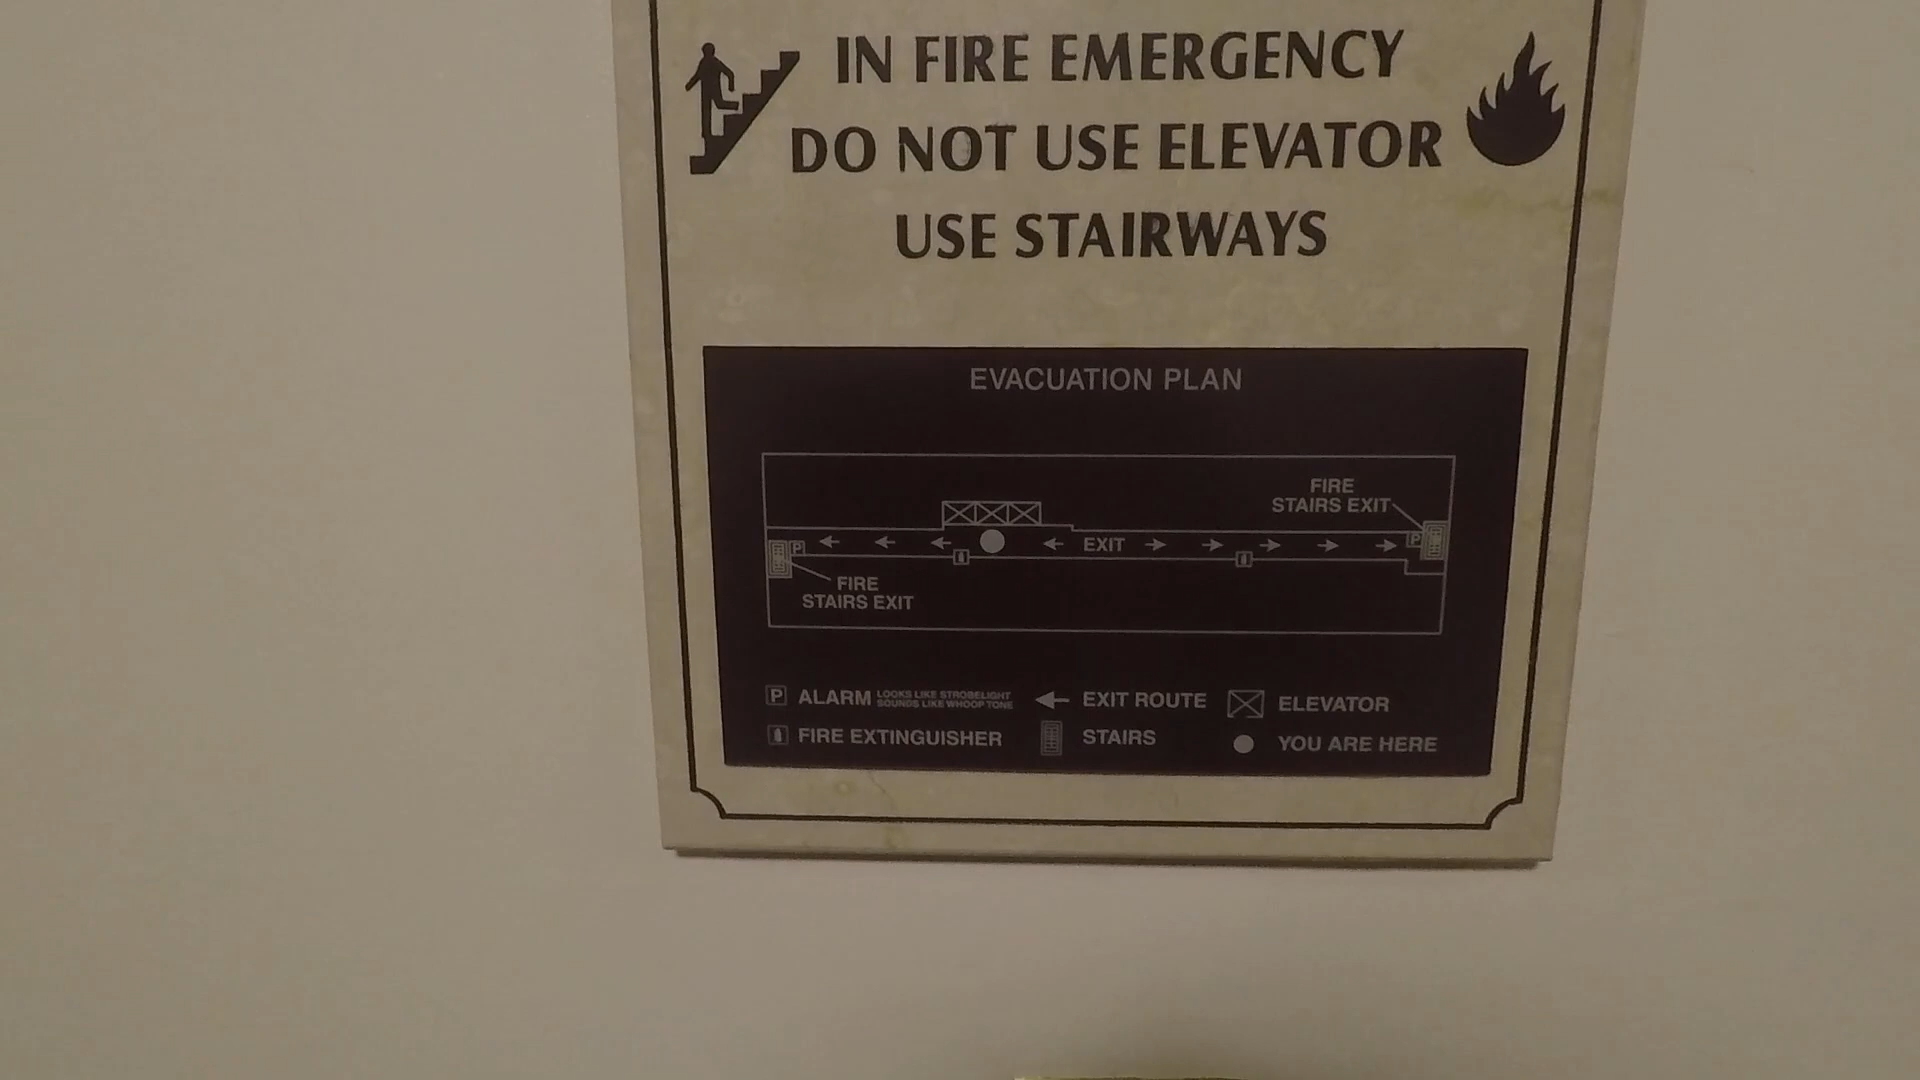 IN FIRE EMERGENCY
DO NOT USE ELEVATOR
USE STAIRWAYS
EVACUATION PLAN
FIRE
STAIRS EXIT
P
EXIT
P
FIRE
STAIRS EXIT
P ALARM LOOKS LIKE STROBELIGHT
SOUNDS LIKE WHOOP TONE
EXIT ROUTE
ELEVATOR
FIRE EXTINGUISHER
STAIRS
YOU ARE HERE